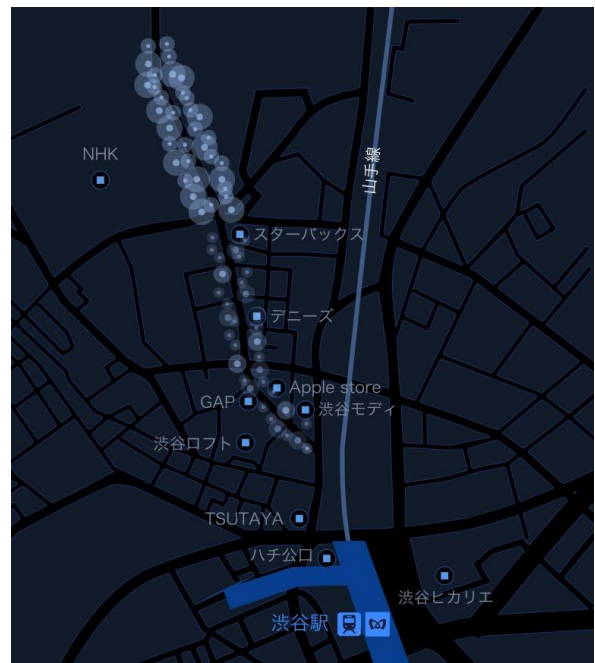 NHK
山手線
スターバックス
デニーズ
Apple store
GAP
渋谷モディ
渋谷ロフト
TSUTAYA
ハチ公口
渋谷ヒカリエ
渋谷駅